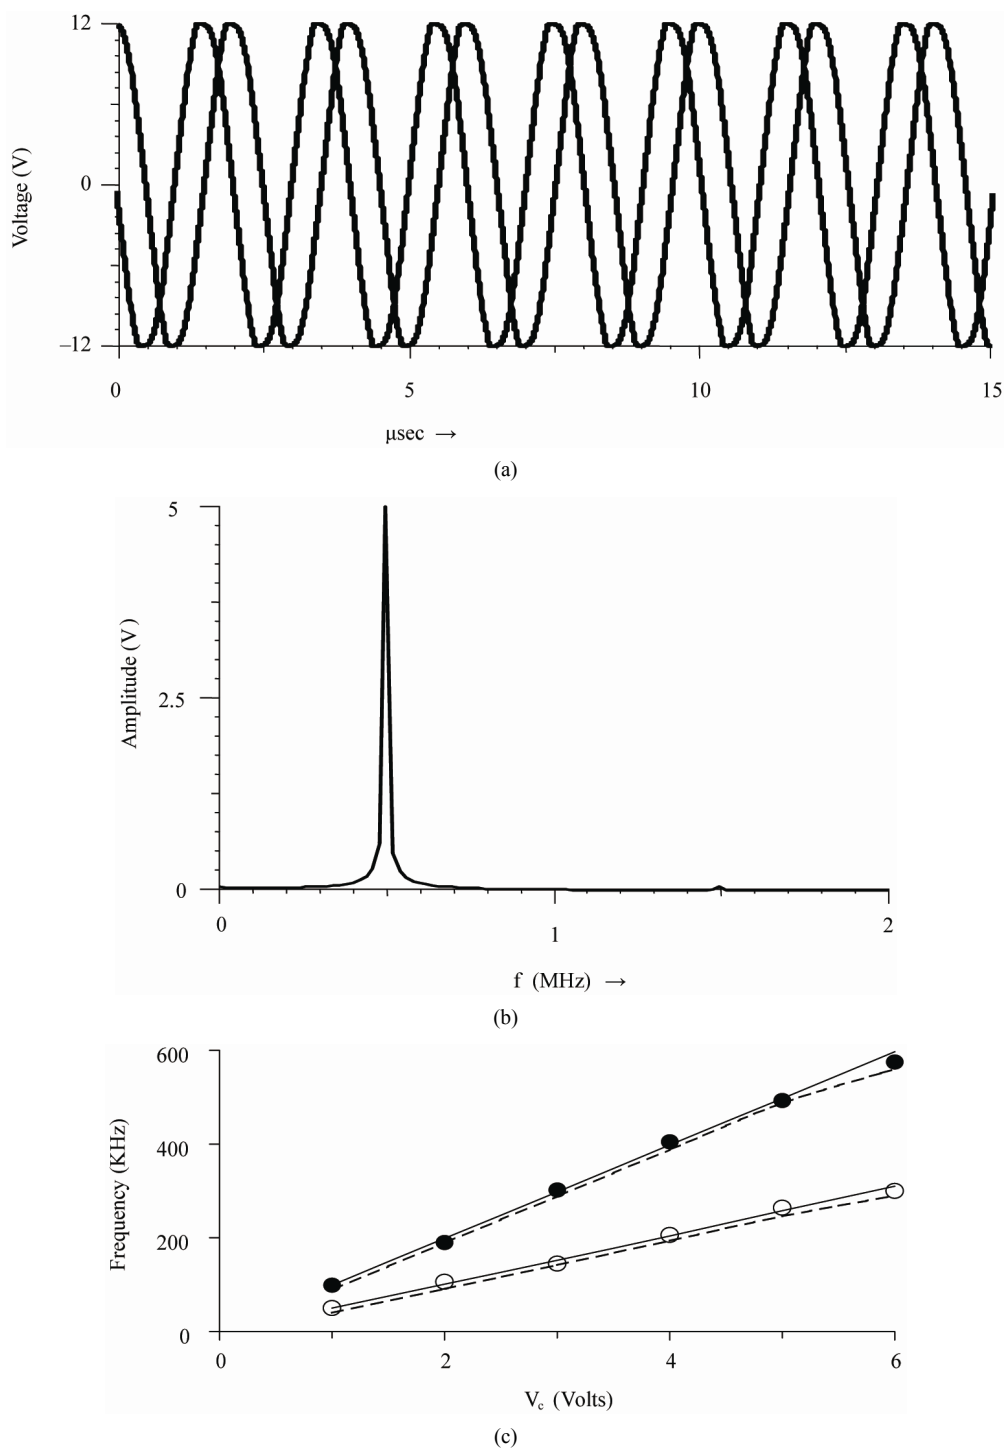 12
0
−12
Voltage (V)
0
5
10
15
μsec →
(a)
5
2.5
0
Amplitude (V)
0
1
2
f (MHz) →
(b)
600
400
200
0
Frequency (KHz)
0
2
4
6
Vc (Volts)
(c)